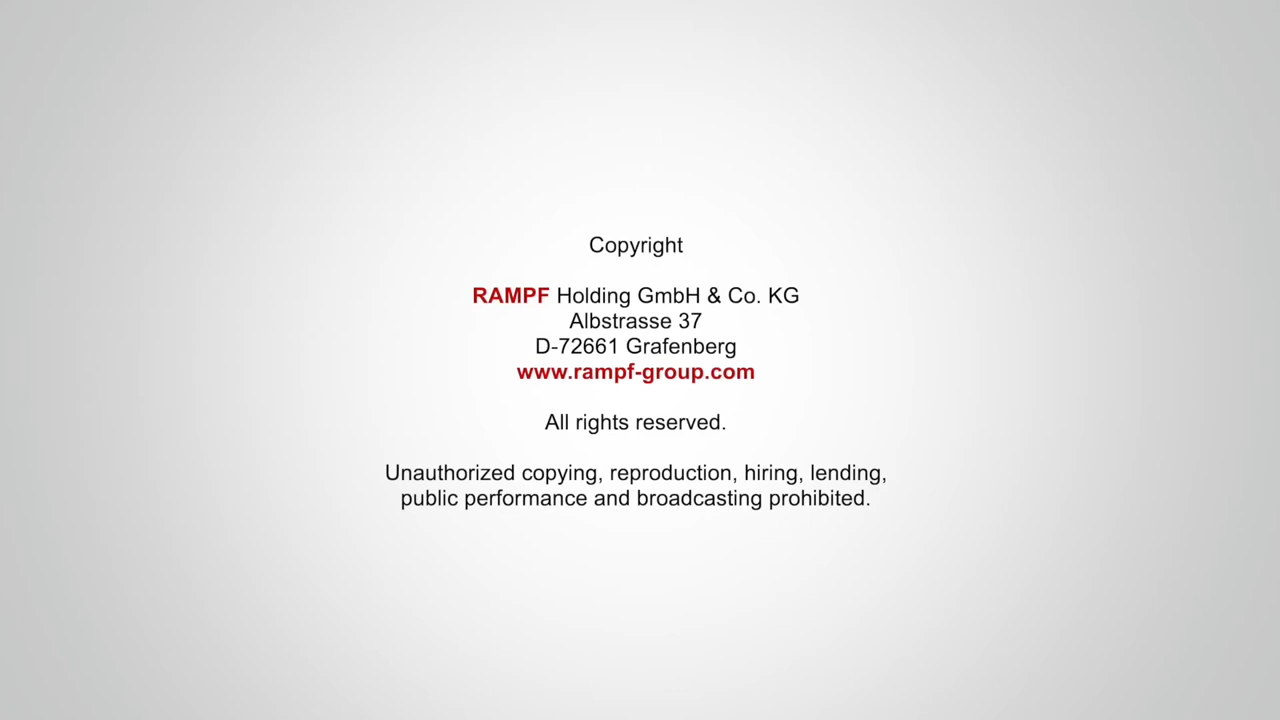 Copyright
RAMPF Holding GmbH & Co. KG
Albstrasse 37
D-72661 Grafenberg
www.rampf-group.com
All rights reserved.
Unauthorized copying, reproduction, hiring, lending,
public performance and broadcasting prohibited.